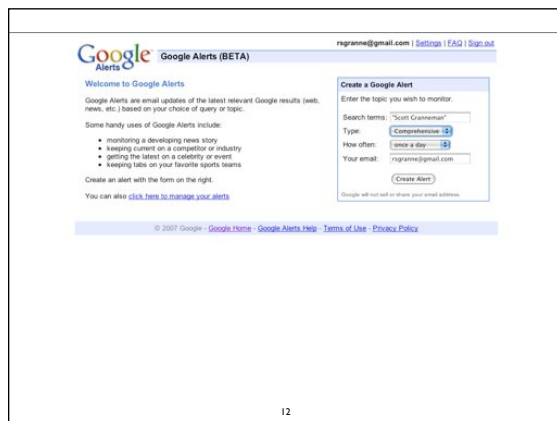 rsgranne@gmail.com | Settings | FAQ | Sign out
Google Alerts
Google Alerts (BETA)
Welcome to Google Alerts
Google Alerts are email updates of the latest relevant Google results (web,
news, etc.) based on your choice of query or topic.
Some handy uses of Google Alerts include:
• monitoring a developing news story
• keeping current on a competitor or industry
• getting the latest on a celebrity or event
• keeping tabs on your favorite sports teams
Create an alert with the form on the right.
You can also click here to manage your alerts
Create a Google Alert
Enter the topic you wish to monitor.
Search terms: "Scott Granneman"
Type: Comprehensive
How often: once a day
Your email: rsgranne@gmail.com
Create Alert
Google will not sell or share your email address.
© 2007 Google - Google Home - Google Alerts Help - Terms of Use - Privacy Policy
12